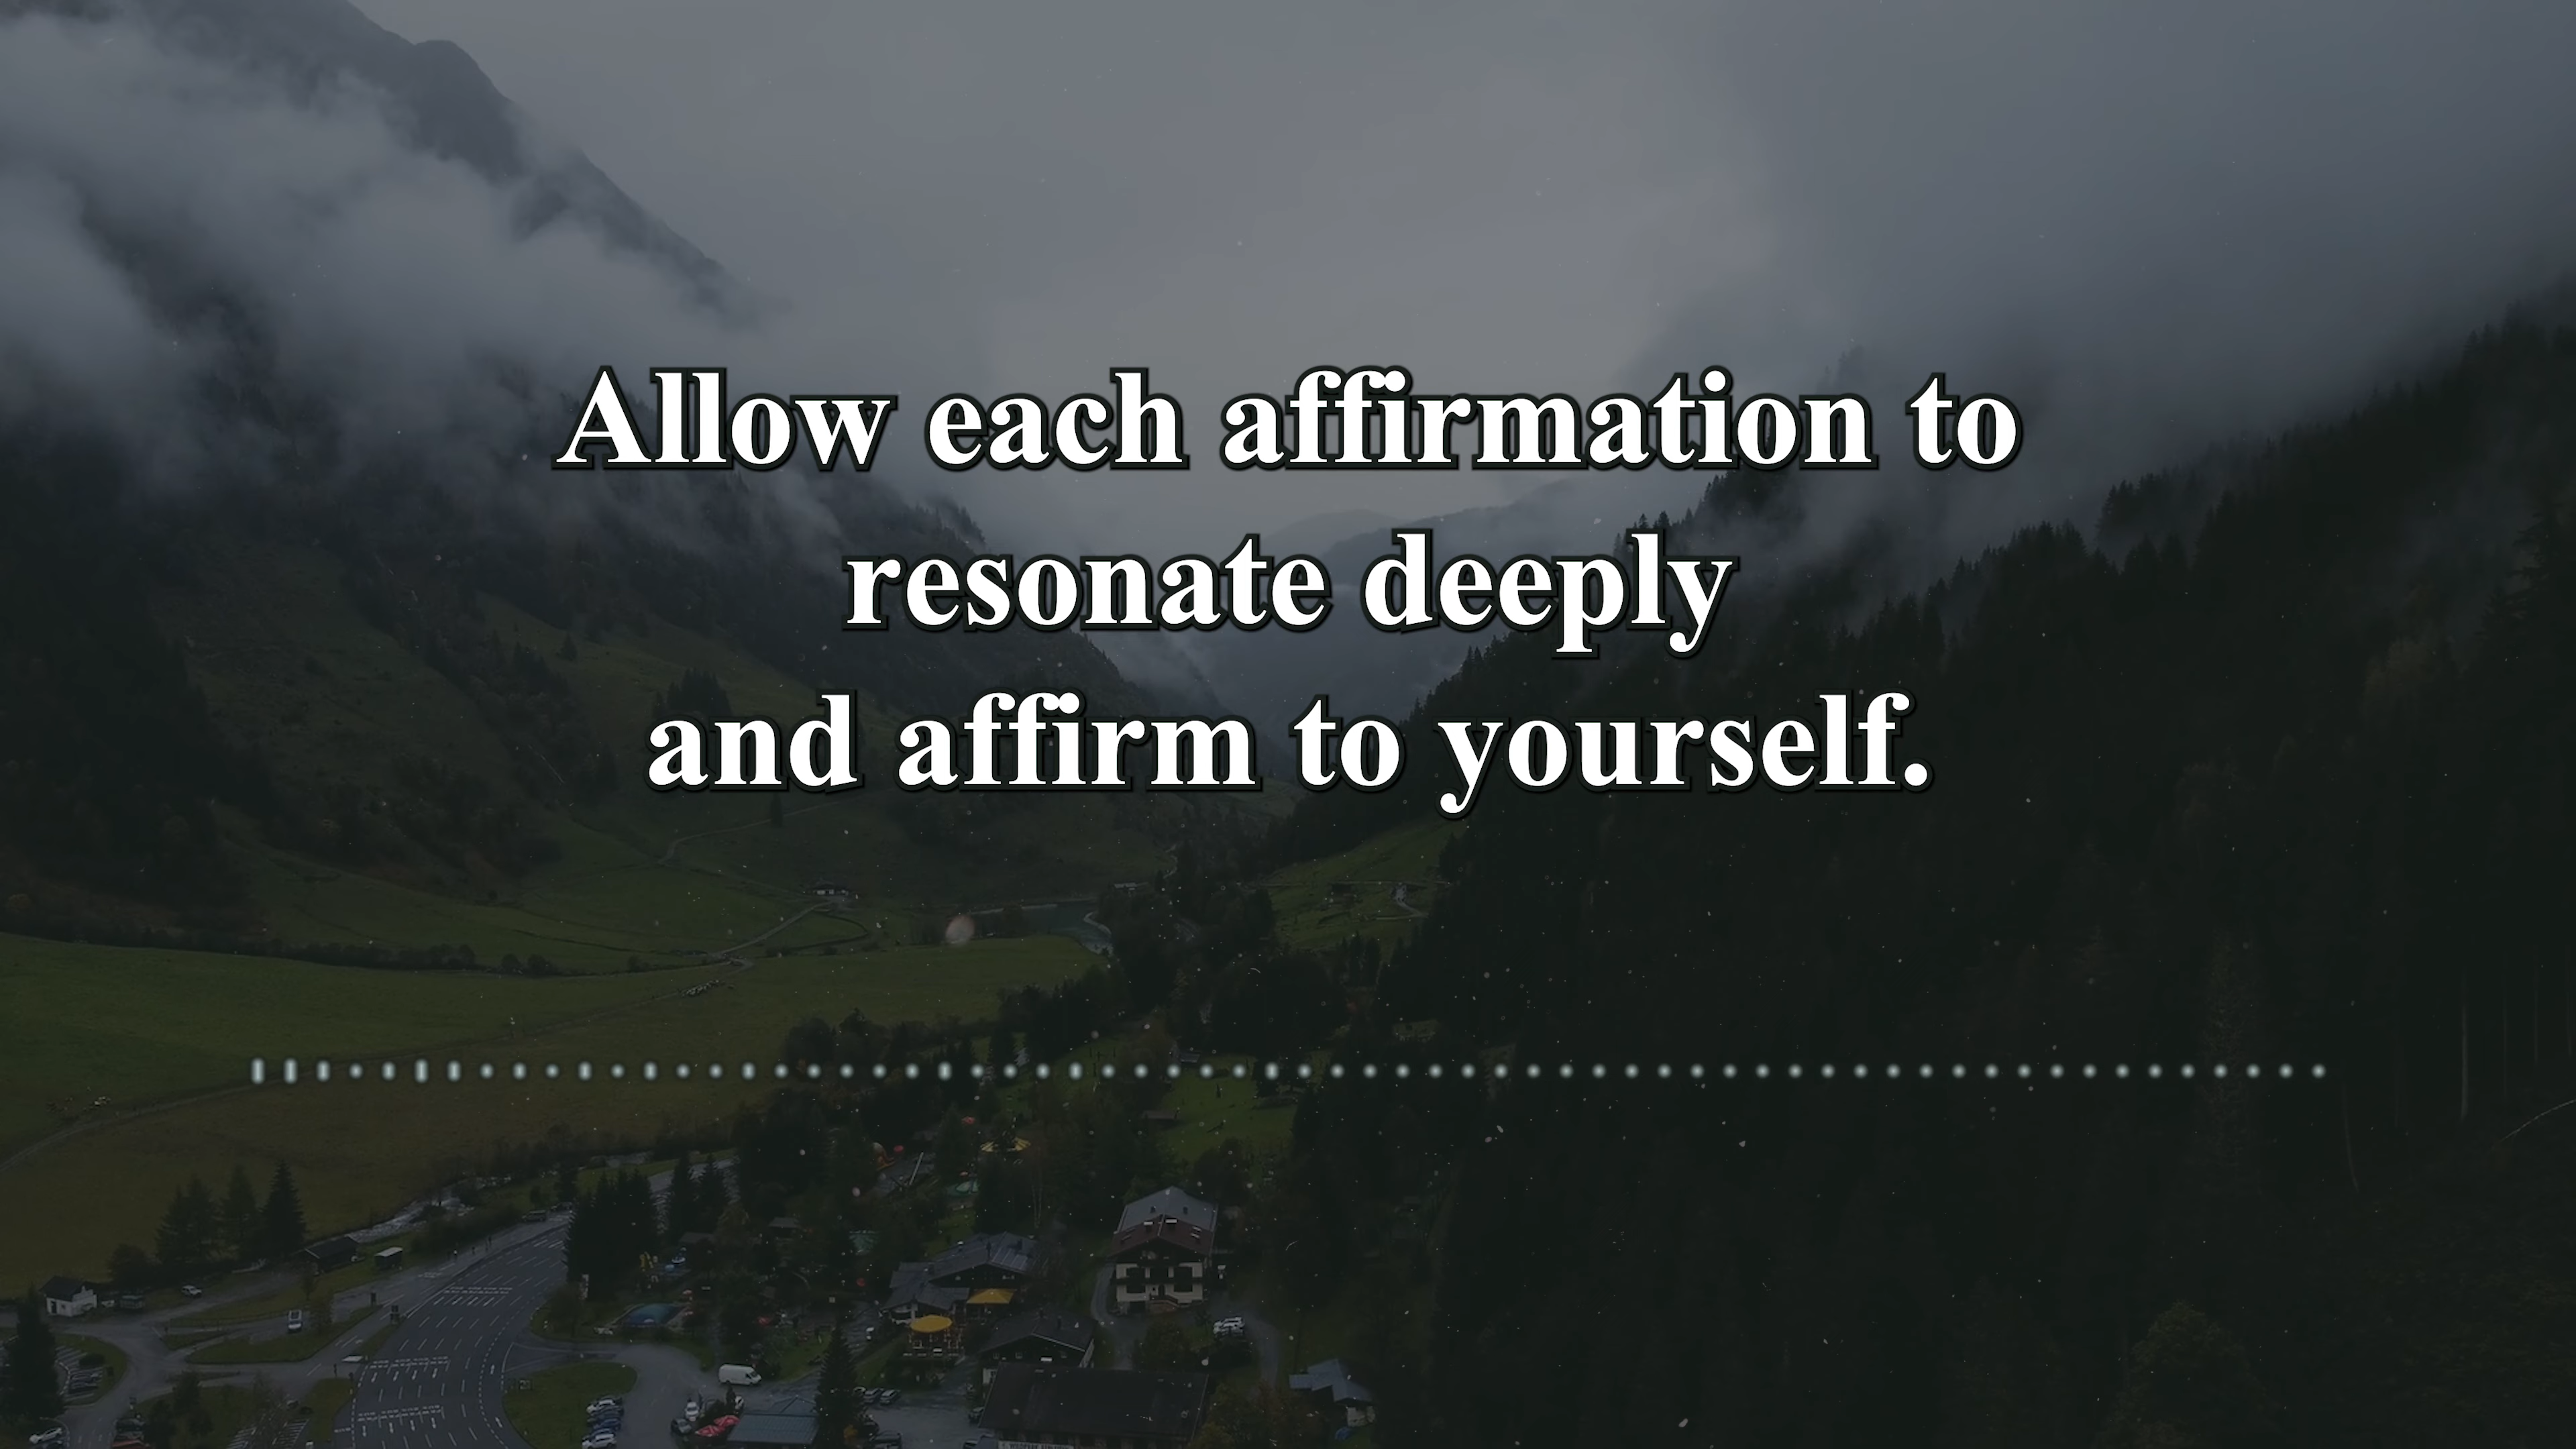 Allow each affirmation to
resonate deeply
and affirm to yourself.